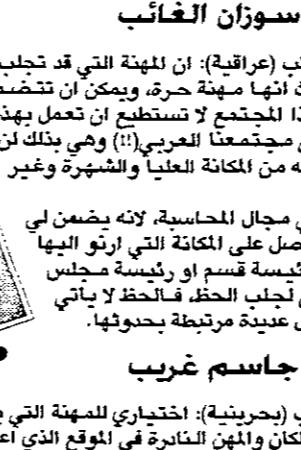 سوزان الغائب
ب (عراقية): ان المهنة التي قد تجلب
انها مهنة حرة، ويمكن ان تتضم
ذا المجتمع لا تستطيع ان تعمل بهذ
مجتمعنا العربي(!!) وهي بذلك لن
ه من المكانة العليا والشهرة وغير
ي مجال المحاسبة، لانه يضمن لي
صل على المكانة التي ارنو اليها
ئيسة قسم او رئيسة مجلس
لجلب الحظ، فالحظ لا يأتي
عديدة مرتبطة بحدوثها.
جاسم غريب
ب (بحرينية): اختياري للمهنة التي
لكان والمهن النادرة في الموقع الذي اع